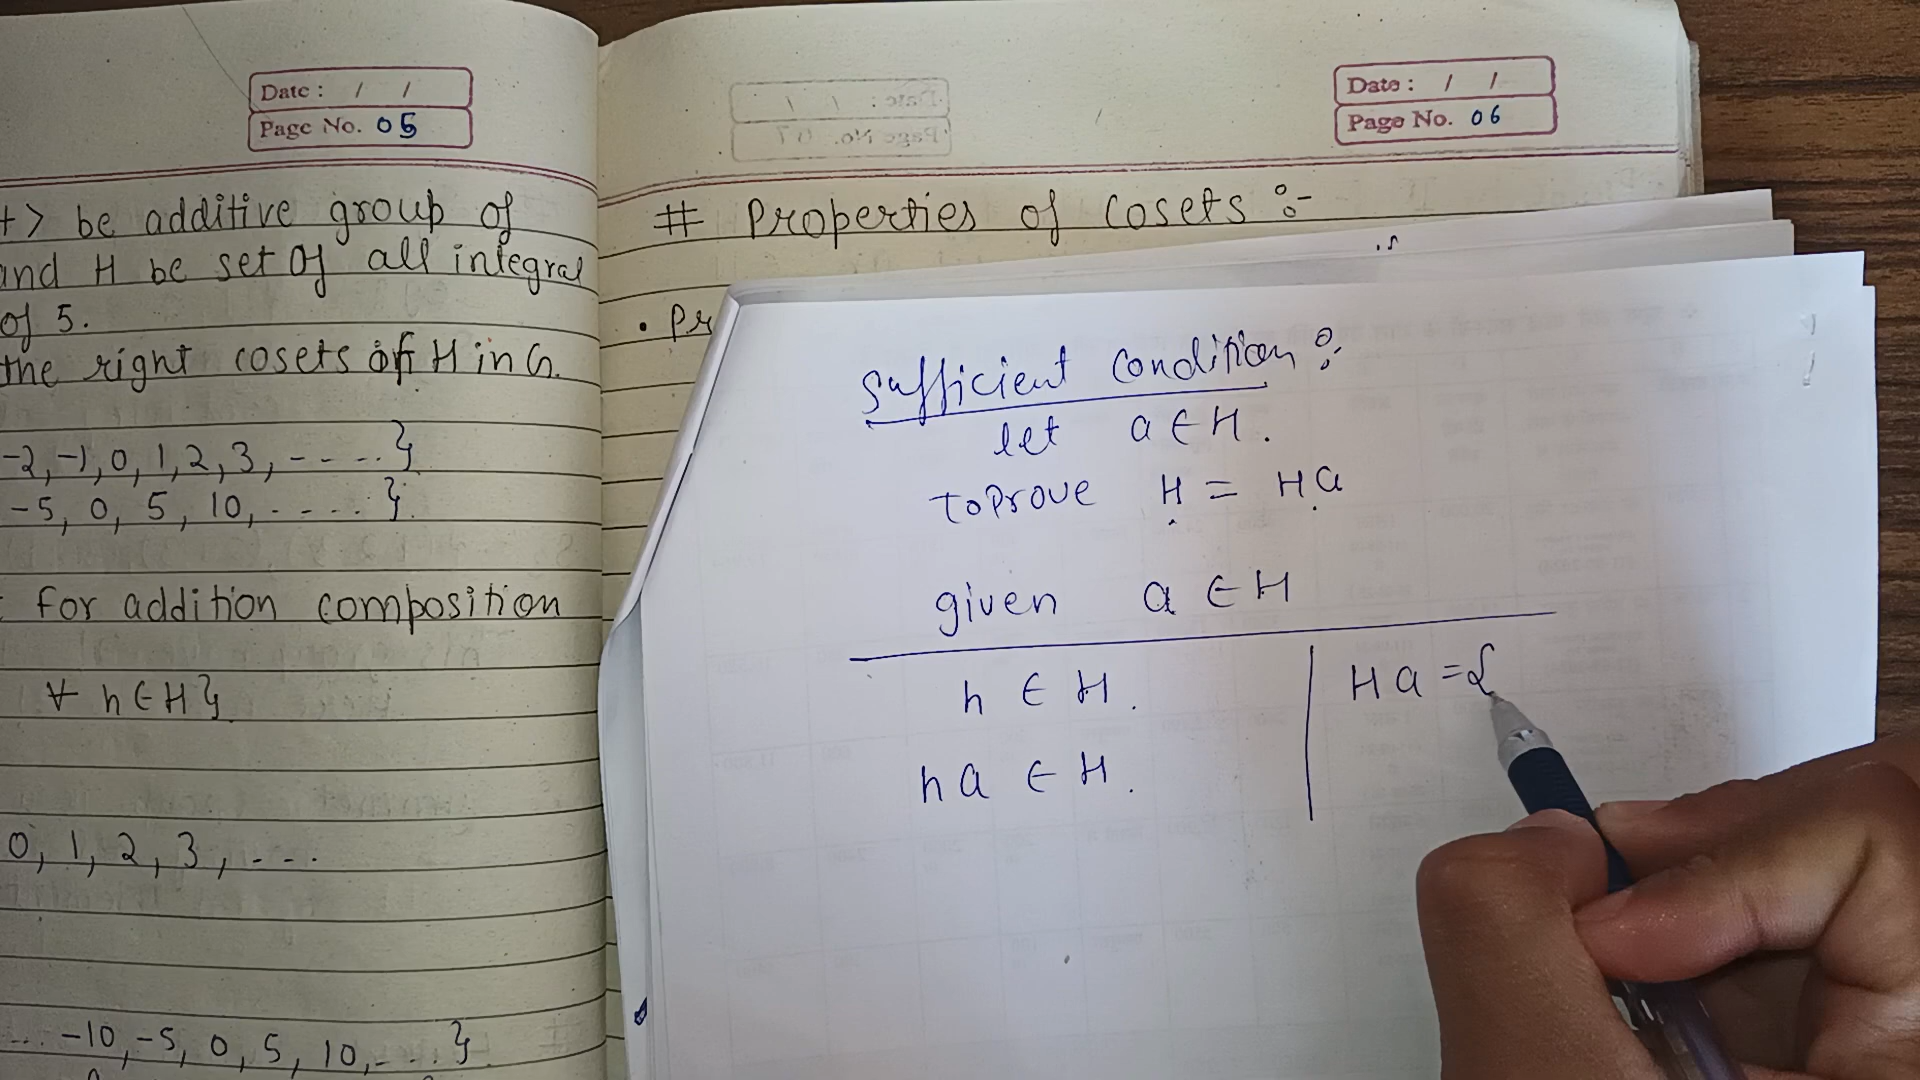 Date : / /
Page No. 05
+> be additive group of
and H be set of all integral
of 5.
the right cosets of H in G.
-2, -1, 0, 1, 2, 3, - - - - }
-5, 0, 5, 10, - - - - }.
For addition composition
∀ h ∈ H }.
0, 1, 2, 3, - - -
... -10, -5, 0, 5, 10, - - - }.
Date : / /
Page No. 06
# Properties of Cosets :-
• Pr
Sufficient Condition :
let a ∈ H.
to Prove H = Ha
given a ∈ H
h ∈ H.
ha ∈ H.
Ha = {